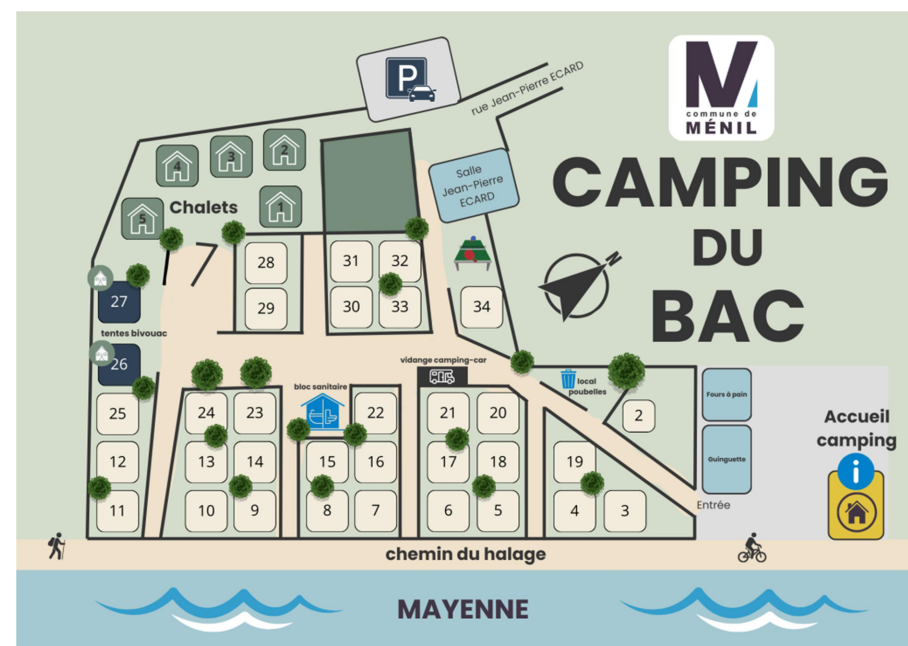 P
rue Jean-Pierre ECARD
M
commune de
MÉNIL
CAMPING
DU
BAC
N
Salle
Jean-Pierre
ECARD
4
3
2
5
Chalets
1
28
31
32
27
29
30
33
34
tentes bivouac
26
vidange camping-car
bloc sanitaire
local
poubelles
25
24
23
22
21
20
2
Fours à pain
Accueil
camping
i
12
13
14
15
16
17
18
19
Guinguette
11
10
9
8
7
6
5
4
3
Entrée
chemin du halage
MAYENNE